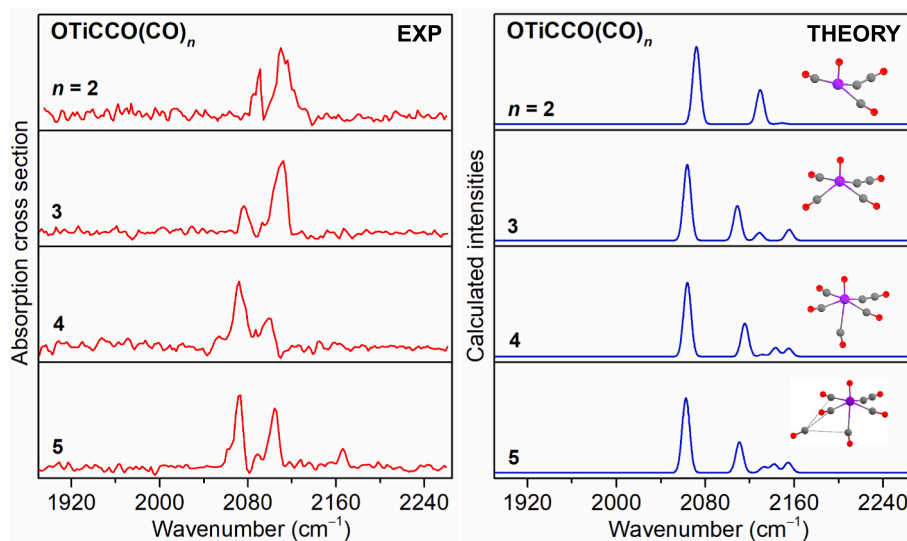 OTiCCO(CO)n EXP
n = 2
3
4
5
1920 2000 2080 2160 2240
Wavenumber (cm⁻¹)
Absorption cross section
OTiCCO(CO)n THEORY
n = 2
3
4
5
1920 2000 2080 2160 2240
Wavenumber (cm⁻¹)
Calculated intensities